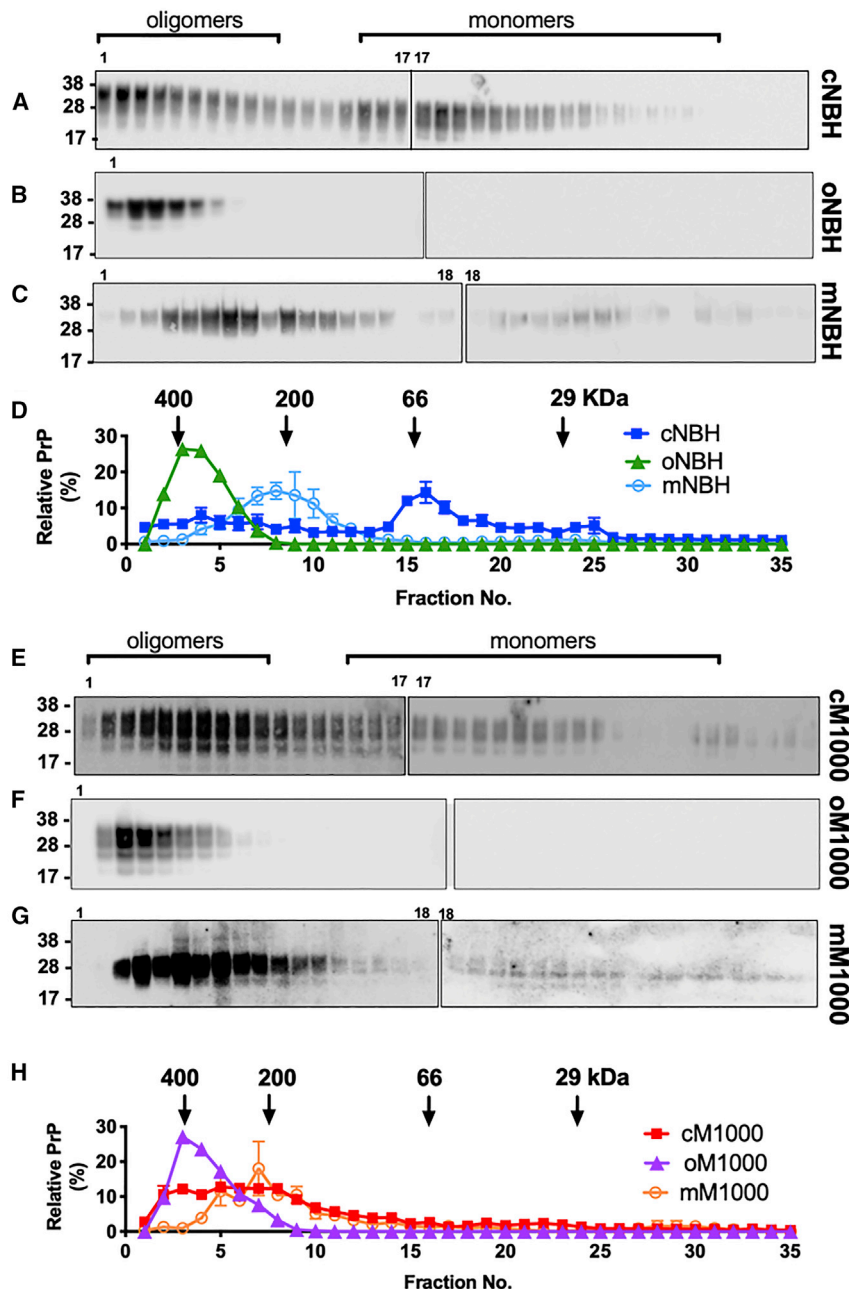 oligomers monomers
1 17 17
A 38 28 17 cNBH
1
B 38 28 17 oNBH
1 18 18
C 38 28 17 mNBH
D 400 200 66 29 KDa
Relative PrP (%)
30
20
10
0
cNBH
oNBH
mNBH
0 5 10 15 20 25 30 35
Fraction No.
oligomers monomers
E 1 17 17
38 28 17 cM1000
1
F 38 28 17 oM1000
G 1 18 18
38 28 17 mM1000
H 400 200 66 29 kDa
Relative PrP (%)
30
20
10
0
cM1000
oM1000
mM1000
0 5 10 15 20 25 30 35
Fraction No.